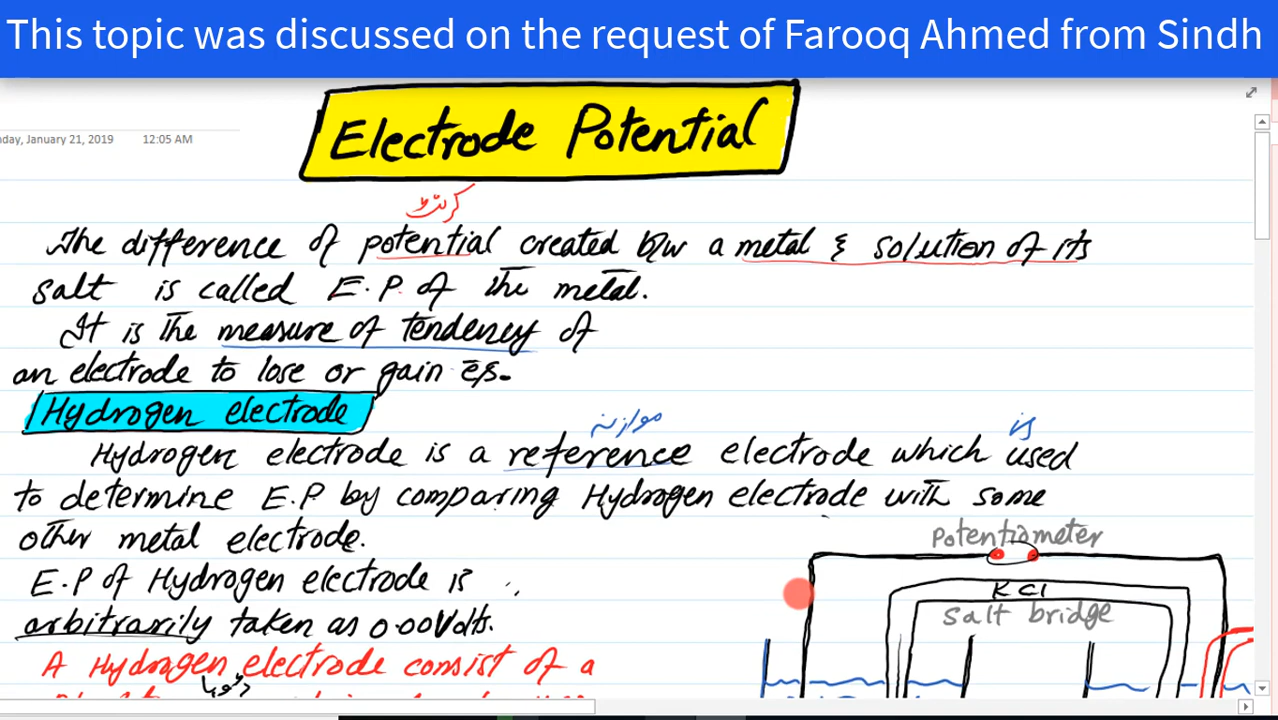 This topic was discussed on the request of Farooq Ahmed from Sindh
Electrode Potential
nday, January 21, 2019 12:05 AM
کرنٹ
The difference of potential created b/w a metal & solution of its
salt is called E.P. of the metal.
It is the measure of tendency of
an electrode to lose or gain es.
Hydrogen electrode
موازنہ
Hydrogen electrode is a reference electrode which used
is
to determine E.P by comparing Hydrogen electrode with some
other metal electrode.
Potentiometer
E.P of Hydrogen electrode is
KCl
Salt bridge
arbitrarily taken as 0.00Volts.
A Hydrogen electrode consist of a